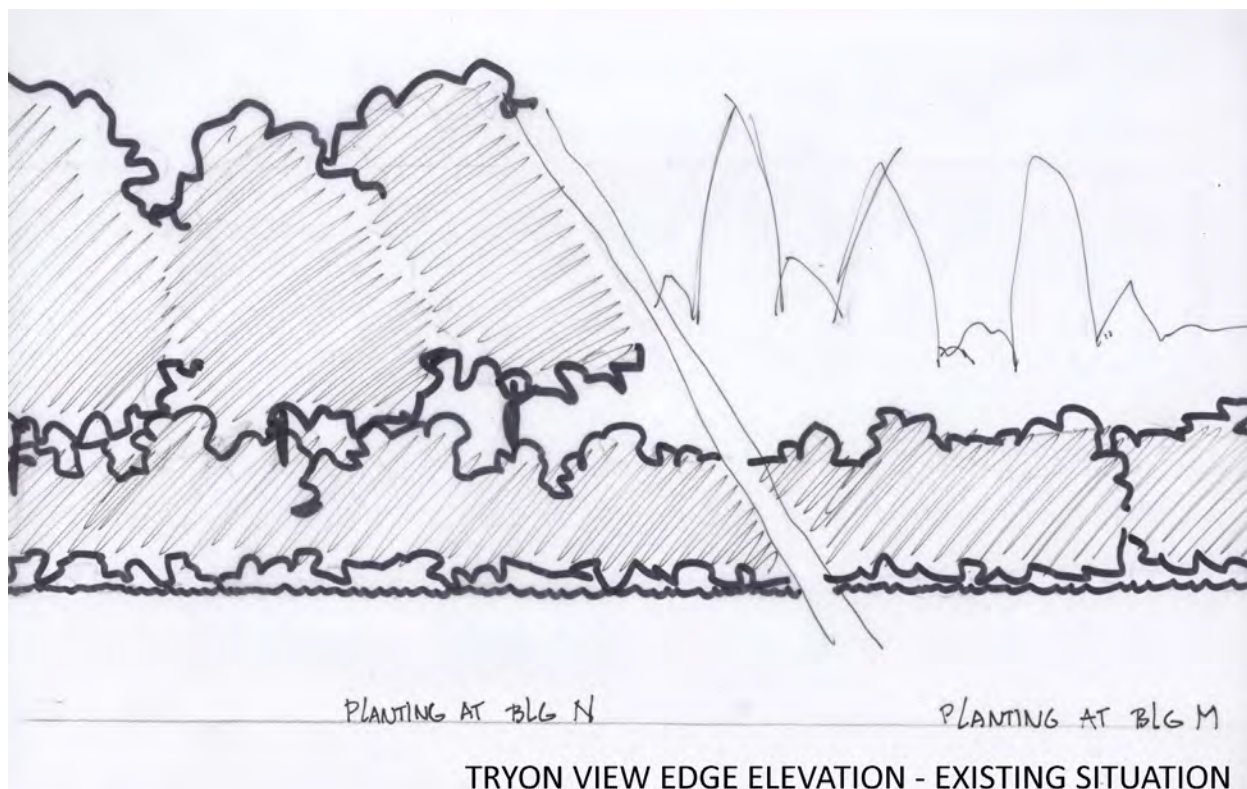 PLANTING AT BLG N
PLANTING AT BLG M
TRYON VIEW EDGE ELEVATION - EXISTING SITUATION